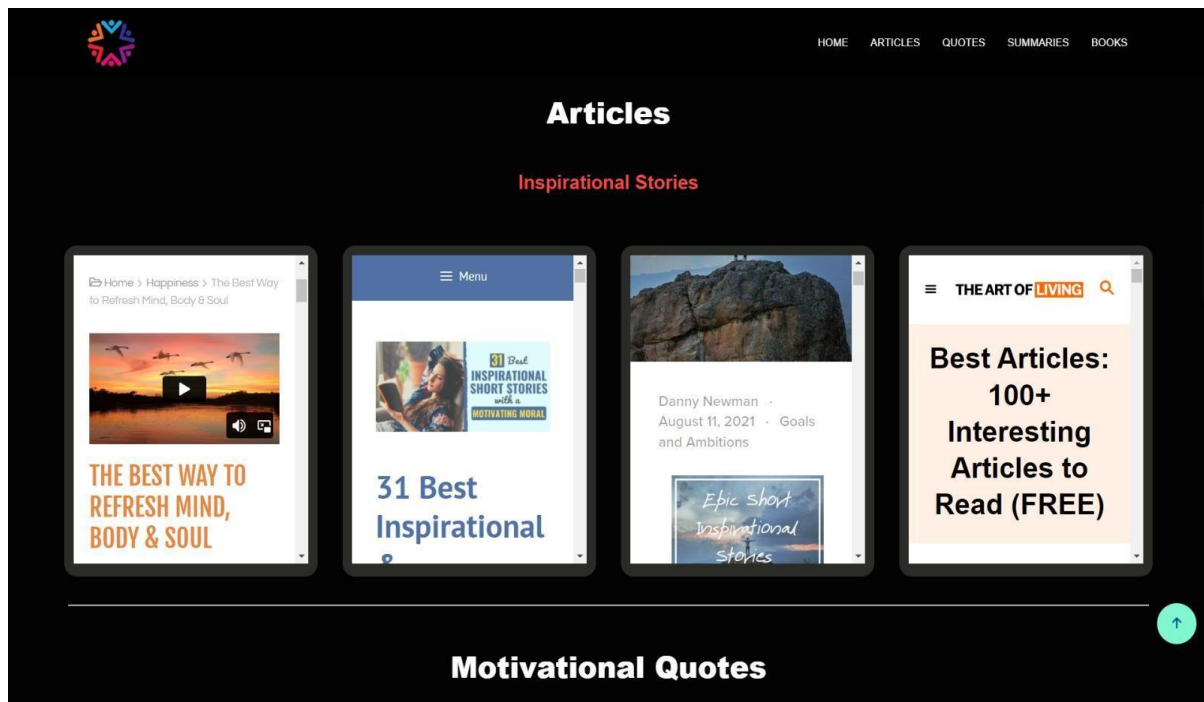 HOME ARTICLES QUOTES SUMMARIES BOOKS
Articles
Inspirational Stories
Home > Happiness > The Best Way
to Refresh Mind, Body & Soul
THE BEST WAY TO
REFRESH MIND,
BODY & SOUL
Menu
31 Best
INSPIRATIONAL
SHORT STORIES
with a
MOTIVATING MORAL
31 Best
Inspirational
&
Danny Newman ·
August 11, 2021 · Goals
and Ambitions
Epic Short
Inspirational
Stories
THE ART OF LIVING
Best Articles:
100+
Interesting
Articles to
Read (FREE)
Motivational Quotes